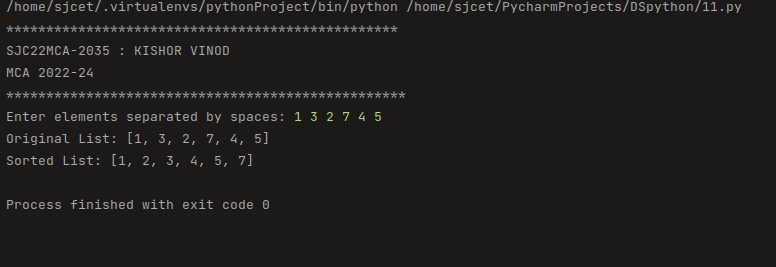 /home/sjcet/.virtualenvs/pythonProject/bin/python /home/sjcet/PycharmProjects/DSpython/11.py
*************************************************
SJC22MCA-2035 : KISHOR VINOD
MCA 2022-24
**************************************************
Enter elements separated by spaces: 1 3 2 7 4 5
Original List: [1, 3, 2, 7, 4, 5]
Sorted List: [1, 2, 3, 4, 5, 7]
Process finished with exit code 0